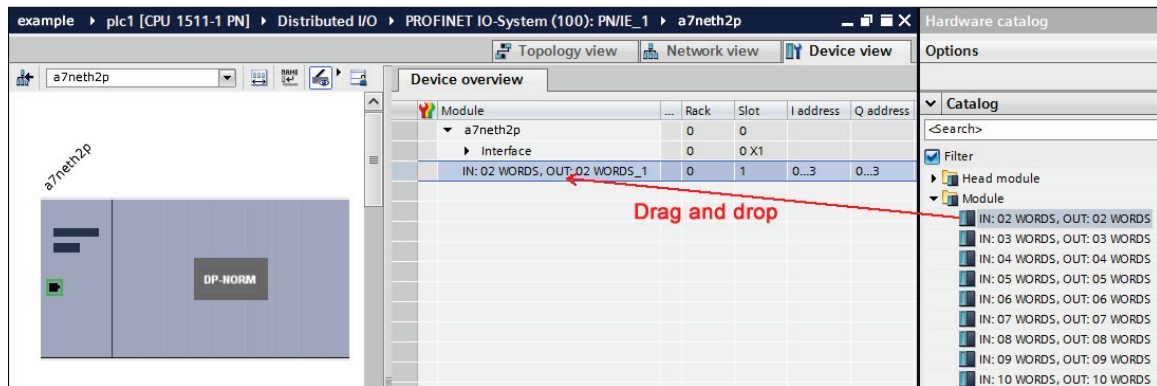 example ▸ plc1 [CPU 1511-1 PN] ▸ Distributed I/O ▸ PROFINET IO-System (100): PN/IE_1 ▸ a7neth2p
Topology view Network view Device view
a7neth2p
NAME
Device overview
Module ... Rack Slot I address Q address
a7neth2p 0 0
Interface 0 0 X1
IN: 02 WORDS, OUT: 02 WORDS_1 0 1 0...3 0...3
Drag and drop
a7neth2p
DP-NORM
Hardware catalog
Options
Catalog
<Search>
Filter
Head module
Module
IN: 02 WORDS, OUT: 02 WORDS
IN: 03 WORDS, OUT: 03 WORDS
IN: 04 WORDS, OUT: 04 WORDS
IN: 05 WORDS, OUT: 05 WORDS
IN: 06 WORDS, OUT: 06 WORDS
IN: 07 WORDS, OUT: 07 WORDS
IN: 08 WORDS, OUT: 08 WORDS
IN: 09 WORDS, OUT: 09 WORDS
IN: 10 WORDS, OUT: 10 WORDS